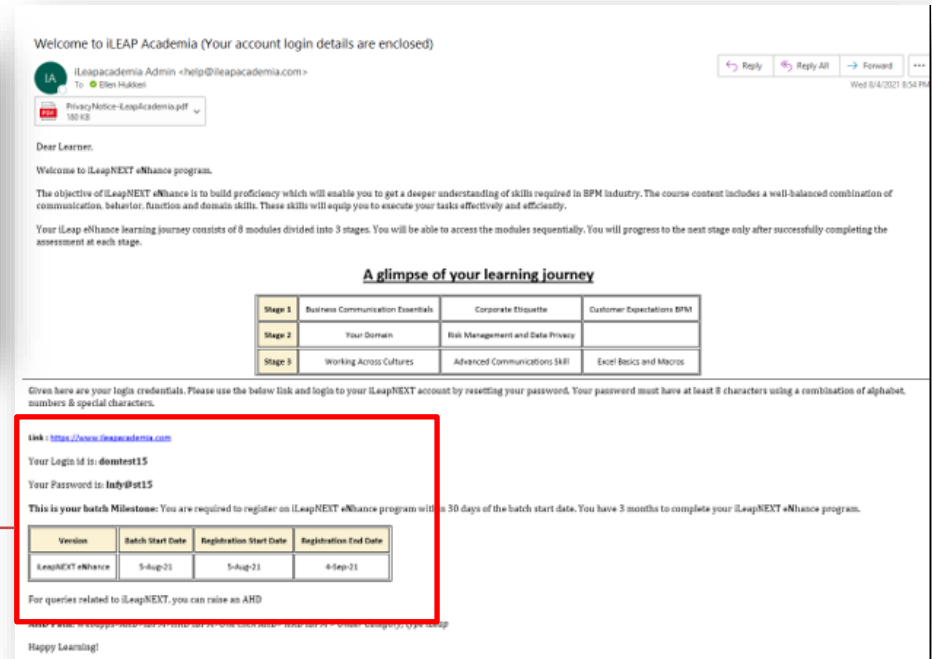 Welcome to iLEAP Academia (Your account login details are enclosed)
Reply
Reply All
Forward
IA
iLeapacademia Admin <help@ileapacademia.com>
To Ellen Hukkeri
Wed 8/4/2021 8:54 PM
PDF
PrivacyNotice-iLeapAcademia.pdf
180 KB
Dear Learner,
Welcome to iLeapNEXT eNhance program.
The objective of iLeapNEXT eNhance is to build proficiency which will enable you to get a deeper understanding of skills required in BPM industry. The course content includes a well-balanced combination of
communication, behavior, function and domain skills. These skills will equip you to execute your tasks effectively and efficiently.
Your iLeap eNhance learning journey consists of 8 modules divided into 3 stages. You will be able to access the modules sequentially. You will progress to the next stage only after successfully completing the
assessment at each stage.
A glimpse of your learning journey
Stage 1 Business Communication Essentials Corporate Etiquette Customer Expectations BPM
Stage 2 Your Domain Risk Management and Data Privacy
Stage 3 Working Across Cultures Advanced Communications Skill Excel Basics and Macros
Given here are your login credentials. Please use the below link and login to your iLeapNEXT account by resetting your password. Your password must have at least 8 characters using a combination of alphabet,
numbers & special characters.
Link : https://www.ileapacademia.com
Your Login id is: domtest15
Your Password is: Infy@st15
This is your batch Milestone: You are required to register on iLeapNEXT eNhance program within 30 days of the batch start date. You have 3 months to complete your iLeapNEXT eNhance program.
Version Batch Start Date Registration Start Date Registration End Date
iLeapNEXT eNhance 5-Aug-21 5-Aug-21 4-Sep-21
For queries related to iLeapNEXT, you can raise an AHD
Happy Learning!